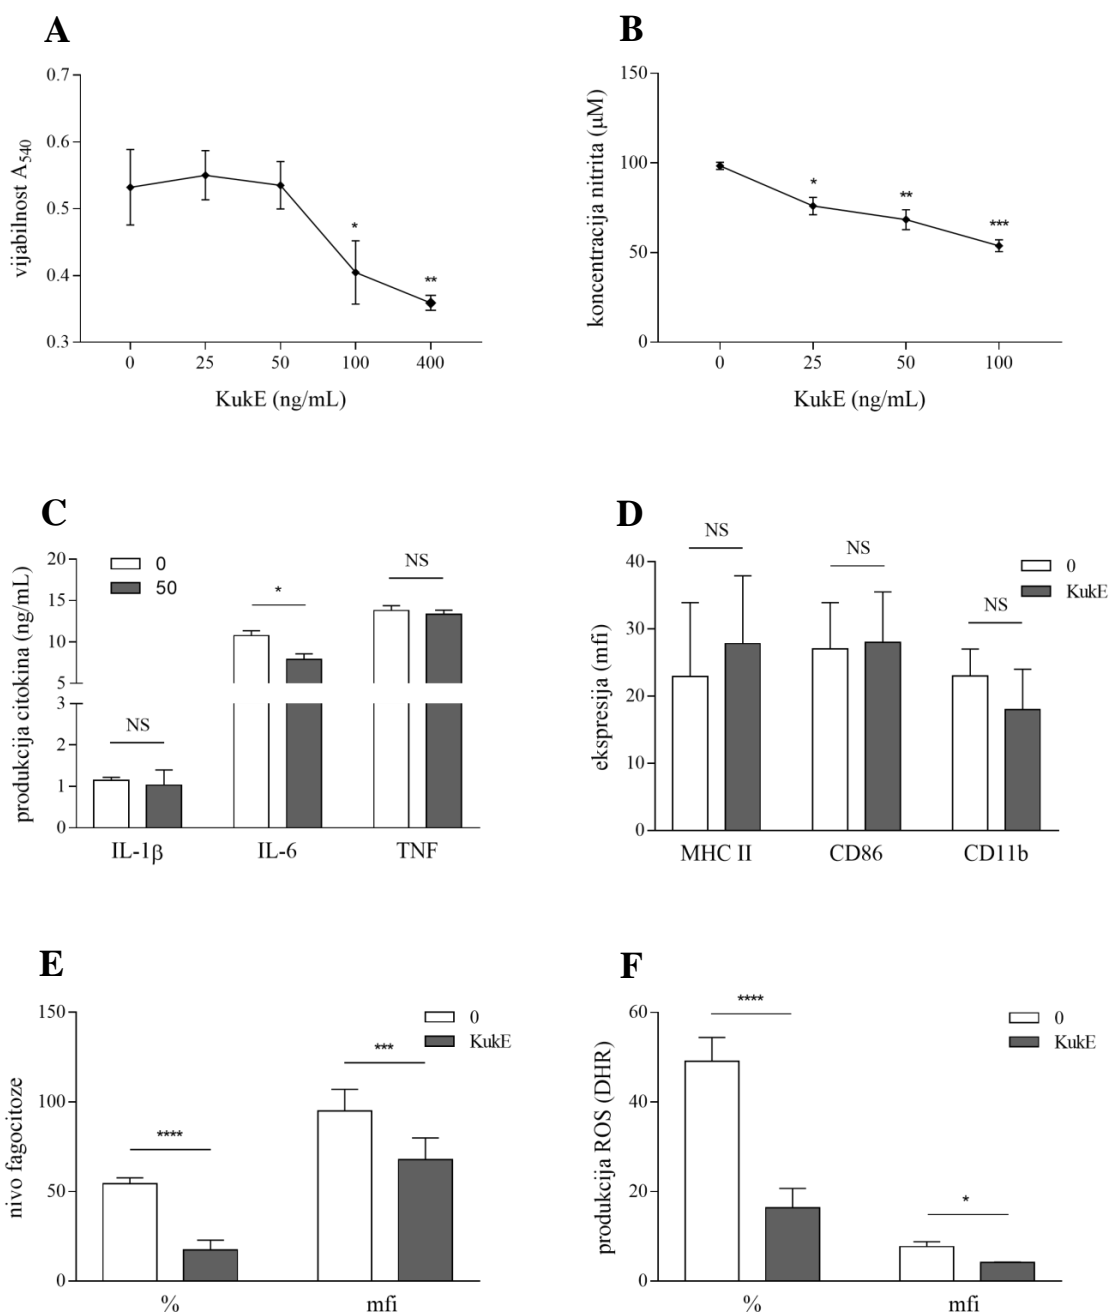 A
vijabilnost A540
0.7
0.6
0.5
0.4
0.3
*
**
0 25 50 100 400
KukE (ng/mL)
B
koncentracija nitrita (µM)
150
100
50
0
*
**
***
0 25 50 100
KukE (ng/mL)
C
produkcija citokina (ng/mL)
20
15
10
5
3
2
1
0
0
50
NS
*
NS
IL-1β IL-6 TNF
D
ekspresija (mfi)
40
30
20
10
0
NS
NS
NS
0
KukE
MHC II CD86 CD11b
E
nivo fagocitoze
150
100
50
0
****
***
0
KukE
% mfi
F
produkcija ROS (DHR)
60
40
20
0
****
*
0
KukE
% mfi